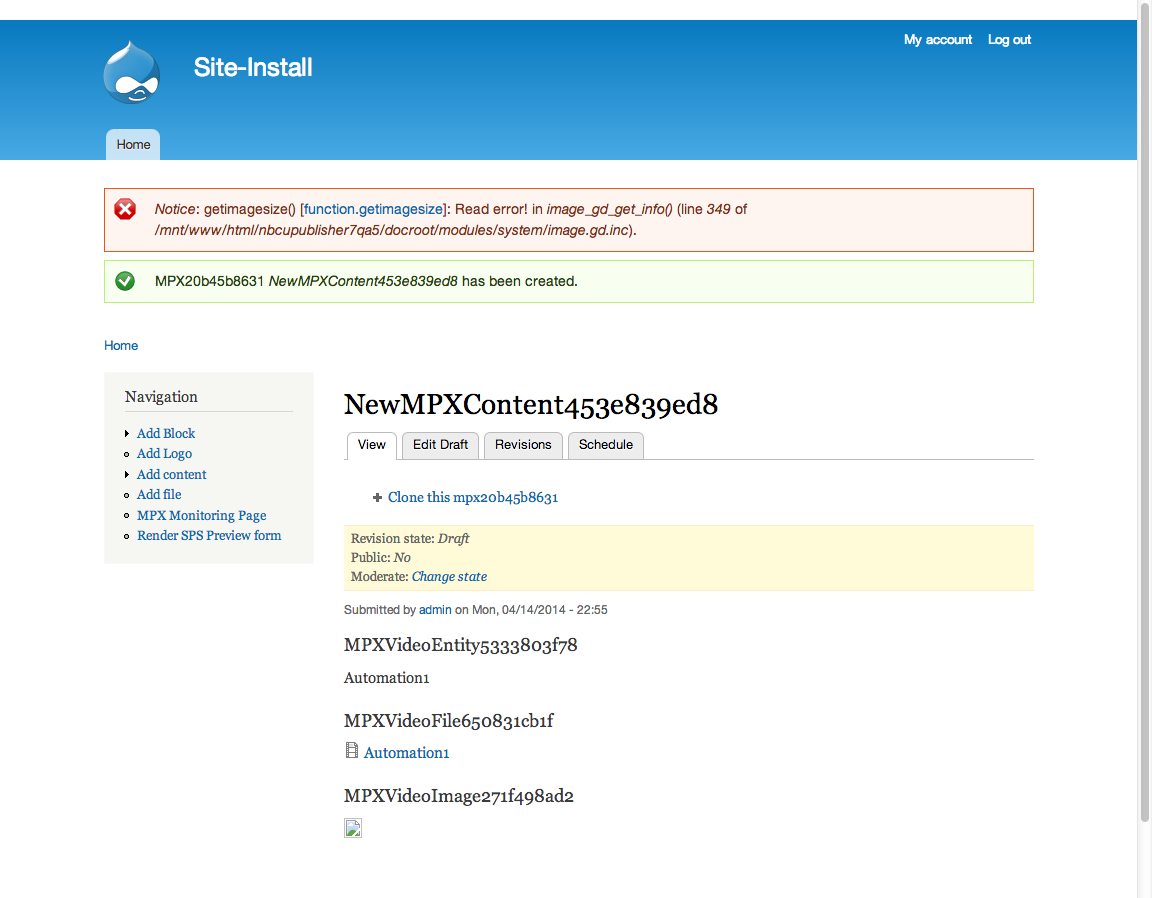 My account Log out
Site-Install
Home
Notice: getimagesize() [function.getimagesize]: Read error! in image_gd_get_info() (line 349 of
/mnt/www/html/nbcupublisher7qa5/docroot/modules/system/image.gd.inc).
MPX20b45b8631 NewMPXContent453e839ed8 has been created.
Home
Navigation
Add Block
Add Logo
Add content
Add file
MPX Monitoring Page
Render SPS Preview form
NewMPXContent453e839ed8
View Edit Draft Revisions Schedule
Clone this mpx20b45b8631
Revision state: Draft
Public: No
Moderate: Change state
Submitted by admin on Mon, 04/14/2014 - 22:55
MPXVideoEntity5333803f78
Automation1
MPXVideoFile650831cb1f
Automation1
MPXVideoImage271f498ad2